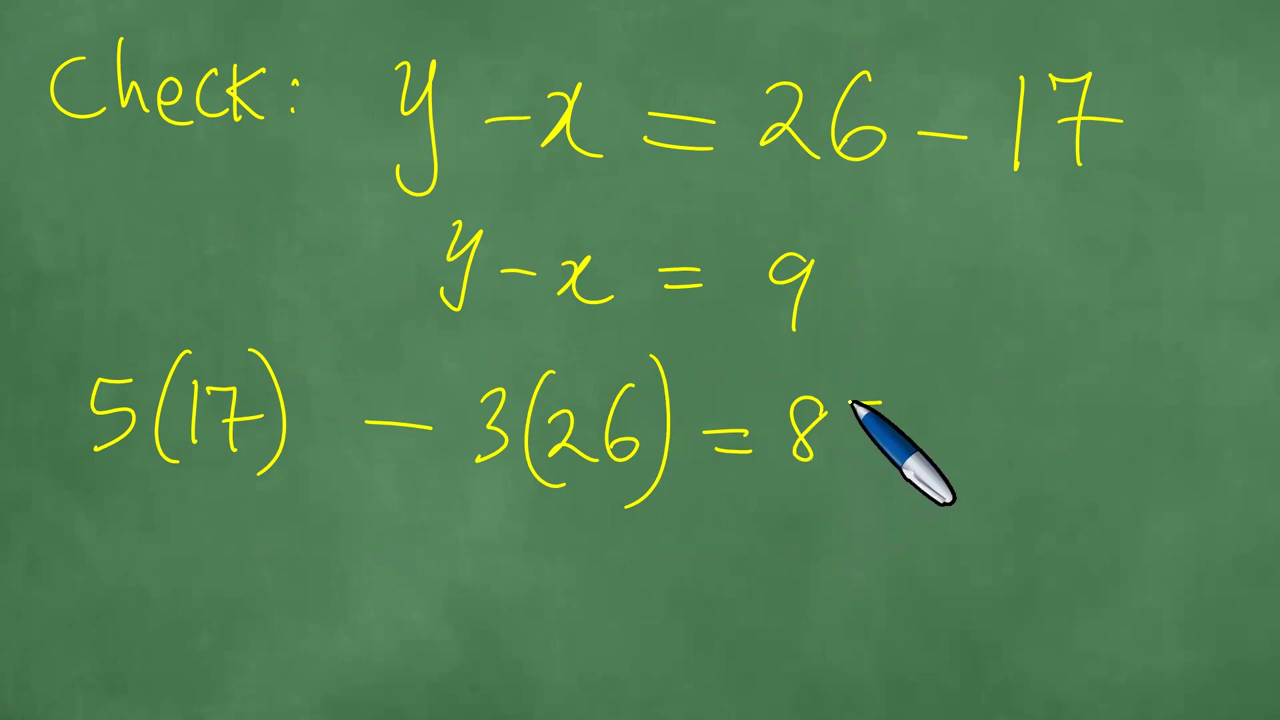 Check: y - x = 26 - 17
y - x = 9
5(17) - 3(26) = 8